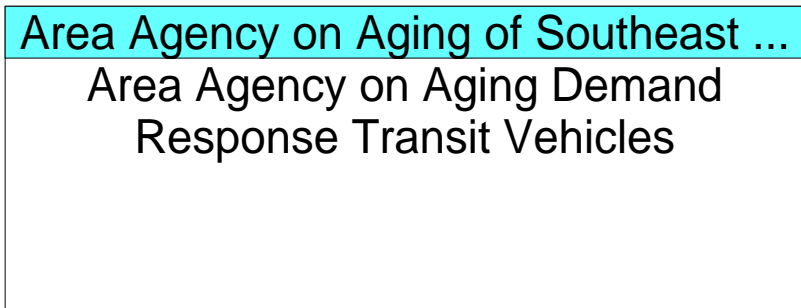 Area Agency on Aging of Southeast ...
Area Agency on Aging Demand
Response Transit Vehicles